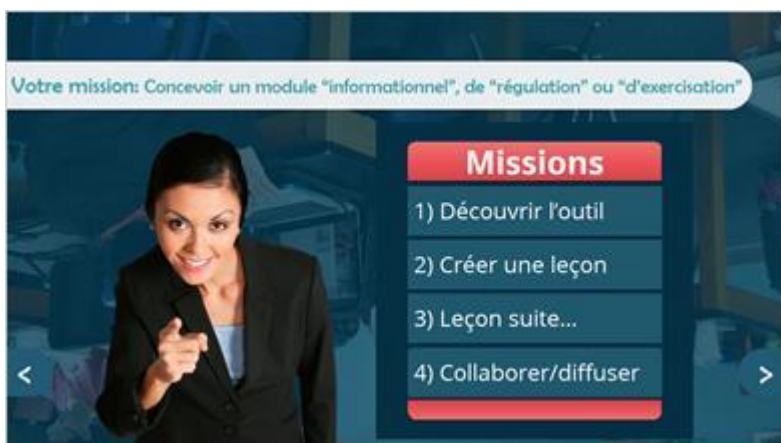 Votre mission: Concevoir un module "informationnel", de "régulation" ou "d'exercisation"
Missions
1) Découvrir l'outil
2) Créer une leçon
3) Leçon suite...
4) Collaborer/diffuser